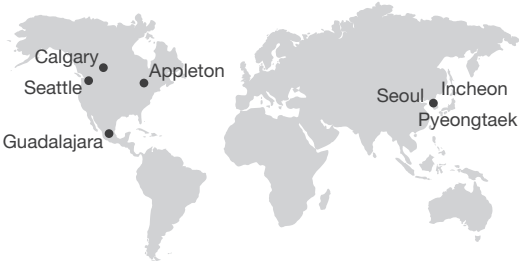 Calgary
Appleton
Seattle
Guadalajara
Seoul
Incheon
Pyeongtaek